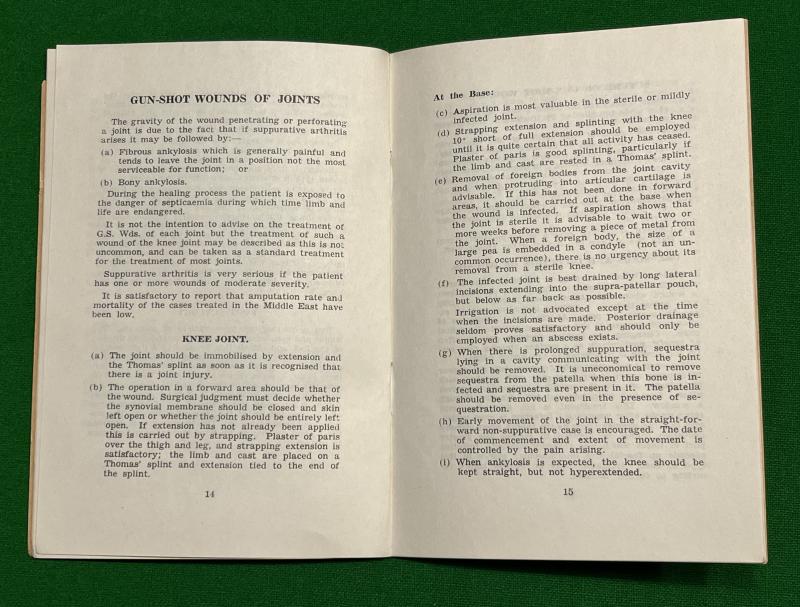 GUN-SHOT WOUNDS OF JOINTS
The gravity of the wound penetrating or perforating
a joint is due to the fact that if suppurative arthritis
arises it may be followed by:—
(a) Fibrous ankylosis which is generally painful and
tends to leave the joint in a position not the most
serviceable for function; or
(b) Bony ankylosis.
During the healing process the patient is exposed to
the danger of septicaemia during which time limb and
life are endangered.
It is not the intention to advise on the treatment of
G.S. Wds. of each joint but the treatment of such a
wound of the knee joint may be described as this is not
uncommon, and can be taken as a standard treatment
for the treatment of most joints.
Suppurative arthritis is very serious if the patient
has one or more wounds of moderate severity.
It is satisfactory to report that amputation rate and
mortality of the cases treated in the Middle East have
been low.
KNEE JOINT.
(a) The joint should be immobilised by extension and
the Thomas' splint as soon as it is recognised that
there is a joint injury.
(b) The operation in a forward area should be that of
the wound. Surgical judgment must decide whether
the synovial membrane should be closed and skin
left open or whether the joint should be entirely left
open. If extension has not already been applied
this is carried out by strapping. Plaster of paris
over the thigh and leg, and strapping extension is
satisfactory; the limb and cast are placed on a
Thomas' splint and extension tied to the end of
the splint.
14
At the Base:
(c) Aspiration is most valuable in the sterile or mildly
infected joint.
(d) Strapping extension and splinting with the knee
10° short of full extension should be employed
until it is quite certain that all activity has ceased.
Plaster of paris is good splinting, particularly if
the limb and cast are rested in a Thomas' splint.
(e) Removal of foreign bodies from the joint cavity
and when protruding into articular cartilage is
advisable. If this has not been done in forward
areas, it should be carried out at the base when
the wound is infected. If aspiration shows that
the joint is sterile it is advisable to wait two or
more weeks before removing a piece of metal from
the joint. When a foreign body, the size of a
large pea is embedded in a condyle (not an un-
common occurrence), there is no urgency about its
removal from a sterile knee.
(f) The infected joint is best drained by long lateral
incisions extending into the supra-patellar pouch,
but below as far back as possible.
Irrigation is not advocated except at the time
when the incisions are made. Posterior drainage
seldom proves satisfactory and should only be
employed when an abscess exists.
(g) When there is prolonged suppuration, sequestra
lying in a cavity communicating with the joint
should be removed. It is uneconomical to remove
sequestra from the patella when this bone is in-
fected and sequestra are present in it. The patella
should be removed even in the presence of se-
questration.
(h) Early movement of the joint in the straight-for-
ward non-suppurative case is encouraged. The date
of commencement and extent of movement is
controlled by the pain arising.
(i) When ankylosis is expected, the knee should be
kept straight, but not hyperextended.
15